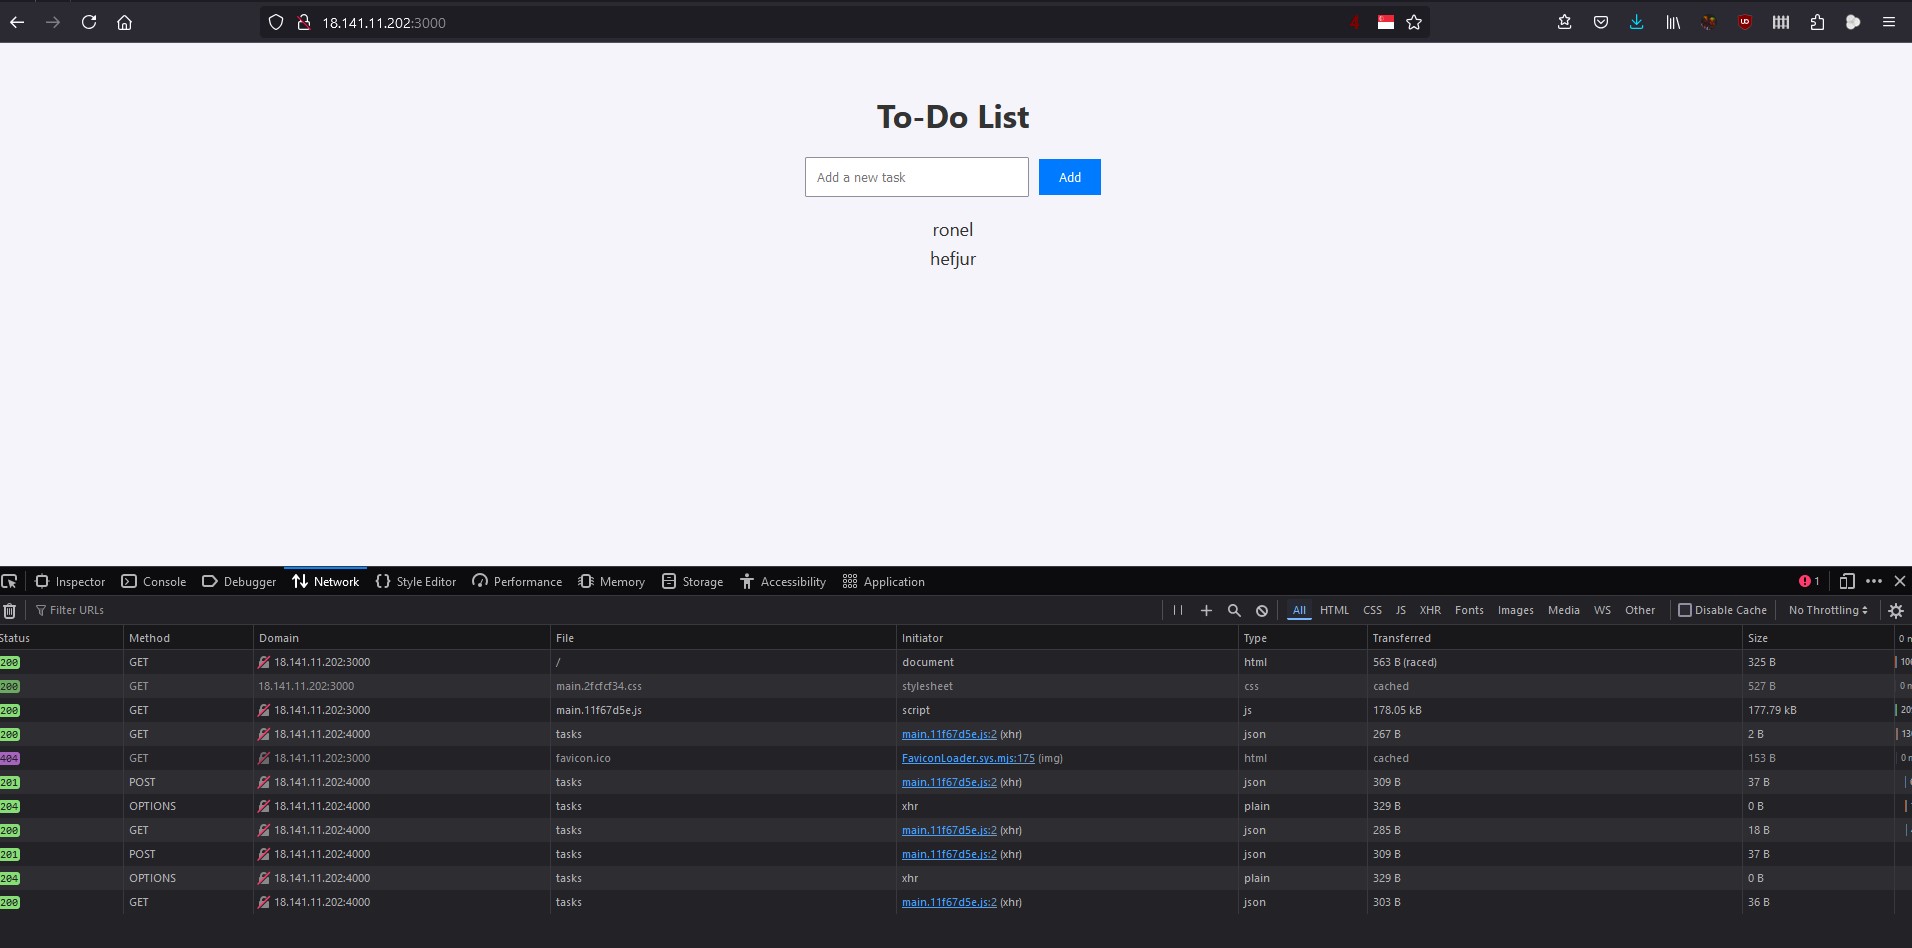 18.141.11.202:3000
To-Do List
Add a new task
Add
ronel
hefjur
Inspector Console Debugger Network Style Editor Performance Memory Storage Accessibility Application 1
Filter URLs All HTML CSS JS XHR Fonts Images Media WS Other Disable Cache No Throttling
Status Method Domain File Initiator Type Transferred Size
200 GET 18.141.11.202:3000 / document html 563 B (raced) 325 B
200 GET 18.141.11.202:3000 main.2fcfcf34.css stylesheet css cached 527 B
200 GET 18.141.11.202:3000 main.11f67d5e.js script js 178.05 kB 177.79 kB
200 GET 18.141.11.202:4000 tasks main.11f67d5e.js:2 (xhr) json 267 B 2 B
404 GET 18.141.11.202:3000 favicon.ico FaviconLoader.sys.mjs:175 (img) html cached 153 B
201 POST 18.141.11.202:4000 tasks main.11f67d5e.js:2 (xhr) json 309 B 37 B
204 OPTIONS 18.141.11.202:4000 tasks xhr plain 329 B 0 B
200 GET 18.141.11.202:4000 tasks main.11f67d5e.js:2 (xhr) json 285 B 18 B
201 POST 18.141.11.202:4000 tasks main.11f67d5e.js:2 (xhr) json 309 B 37 B
204 OPTIONS 18.141.11.202:4000 tasks xhr plain 329 B 0 B
200 GET 18.141.11.202:4000 tasks main.11f67d5e.js:2 (xhr) json 303 B 36 B